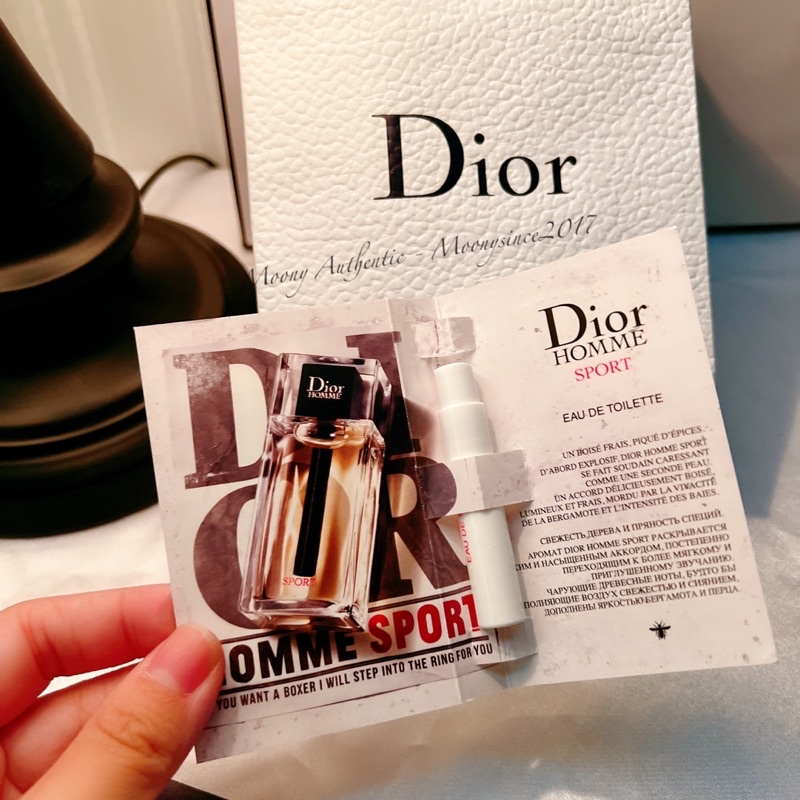 Dior
Moony Authentic - Moonysince2017
DIOR
Dior
HOMME
SPORT
HOMME SPORT
YOU WANT A BOXER I WILL STEP INTO THE RING FOR YOU
EAU DE
Dior
HOMME
SPORT
EAU DE TOILETTE
UN BOISÉ FRAIS, PIQUÉ D'ÉPICES.
D'ABORD EXPLOSIF, DIOR HOMME SPORT
SE FAIT SOUDAIN CARESSANT
COMME UNE SECONDE PEAU.
UN ACCORD DÉLICIEUSEMENT BOISÉ,
LUMINEUX ET FRAIS, MORDU PAR LA VIVACITÉ
DE LA BERGAMOTE ET L'INTENSITÉ DES BAIES.
СВЕЖЕСТЬ ДЕРЕВА И ПРЯНОСТЬ СПЕЦИЙ.
АРОМАТ DIOR HOMME SPORT РАСКРЫВАЕТСЯ
И НАСЫЩЕННЫМ АККОРДОМ, ПОСТЕПЕННО
ПЕРЕХОДЯЩИМ К БОЛЕЕ МЯГКОМУ И
ПРИГЛУШЕННОМУ ЗВУЧАНИЮ.
ЧАРУЮЩИЕ ДРЕВЕСНЫЕ НОТЫ, БУДТО БЫ
ВОЗДУХ СВЕЖЕСТЬЮ И СИЯНИЕМ,
ДОПОЛНЕНЫ ЯРКОСТЬЮ БЕРГАМОТА И ПЕРЦА.